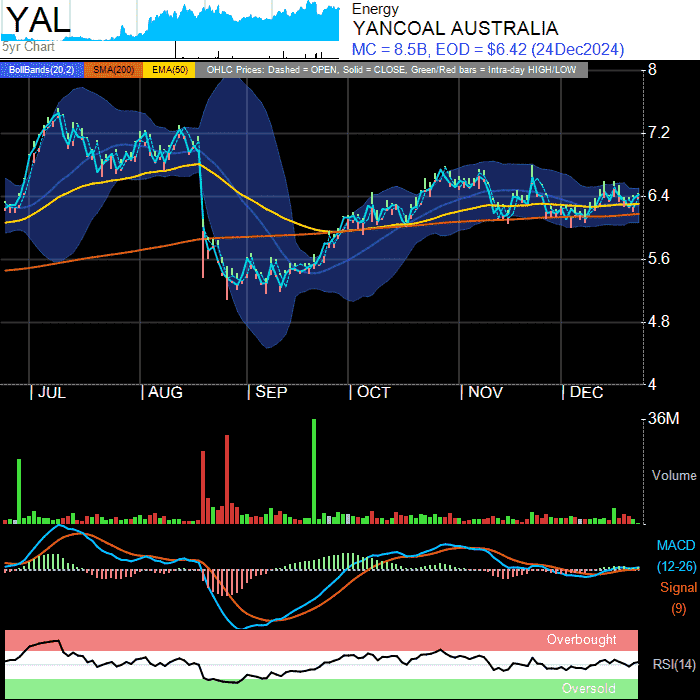 YAL
5yr Chart
Energy
YANCOAL AUSTRALIA
MC = 8.5B, EOD = $6.42 (24Dec2024)
BollBands(20,2) SMA(200) EMA(50) OHLC Prices: Dashed = OPEN, Solid = CLOSE, Green/Red bars = Intra-day HIGH/LOW
8
7.2
6.4
5.6
4.8
4
JUL AUG SEP OCT NOV DEC
36M
Volume
MACD
(12-26)
Signal
(9)
Overbought
RSI(14)
Oversold